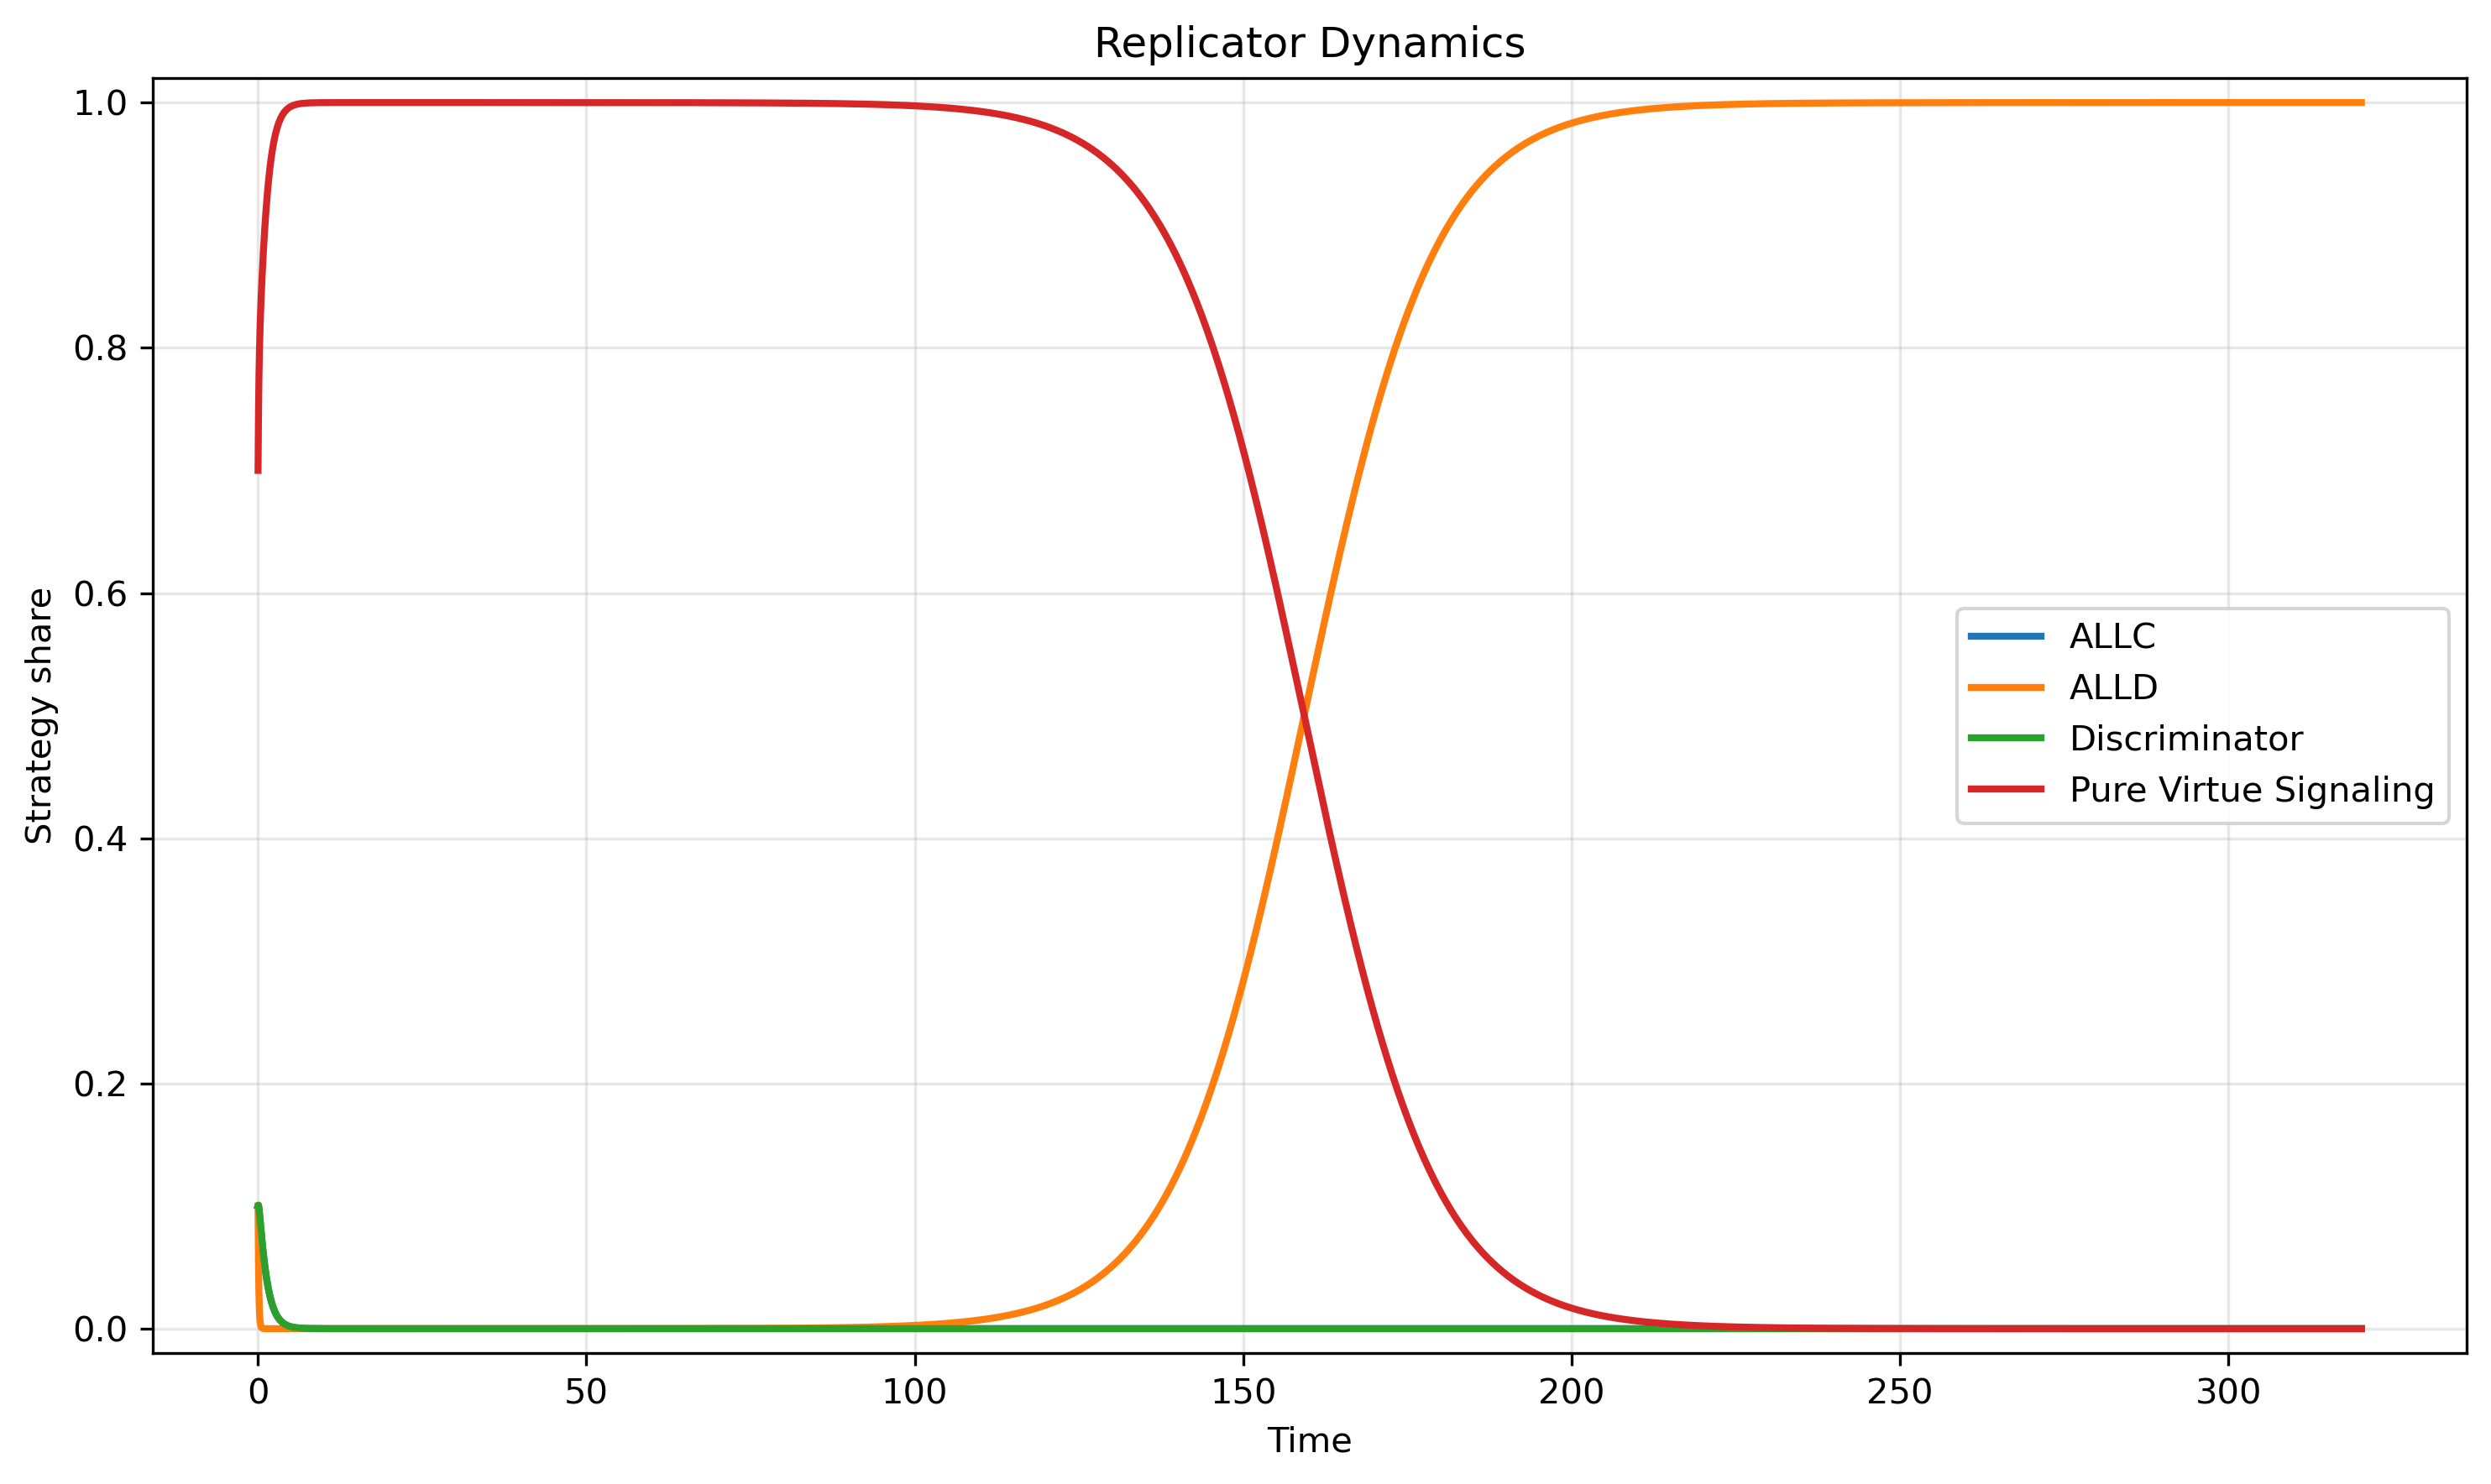 Replicator Dynamics
1.0
0.8
0.6
0.4
0.2
0.0
Strategy share
ALLC
ALLD
Discriminator
Pure Virtue Signaling
0 50 100 150 200 250 300
Time